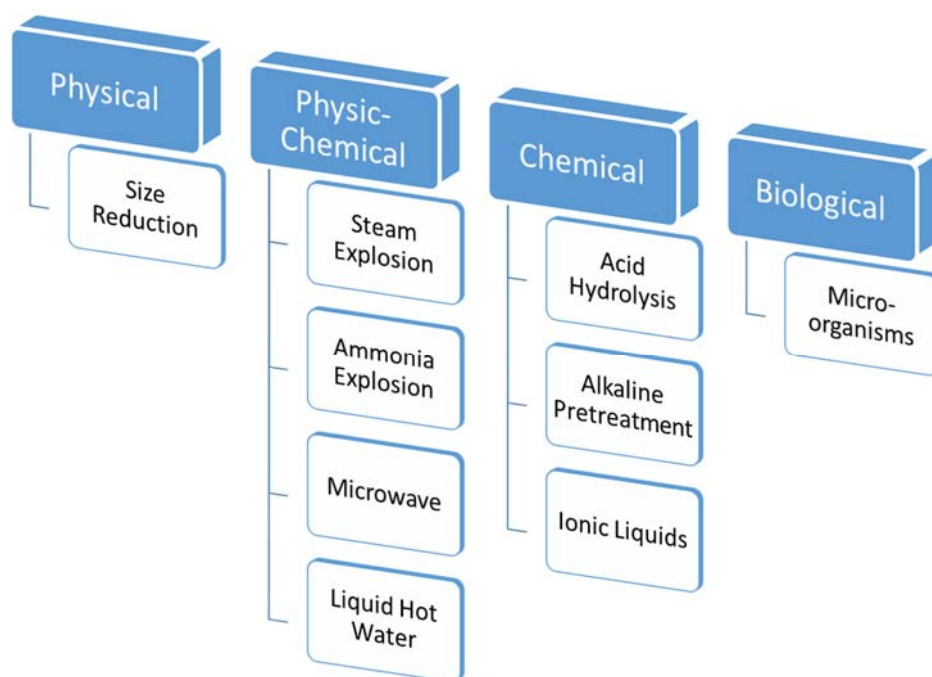 Physical
Size
Reduction
Physic-
Chemical
Steam
Explosion
Ammonia
Explosion
Microwave
Liquid Hot
Water
Chemical
Acid
Hydrolysis
Alkaline
Pretreatment
Ionic Liquids
Biological
Micro-
organisms